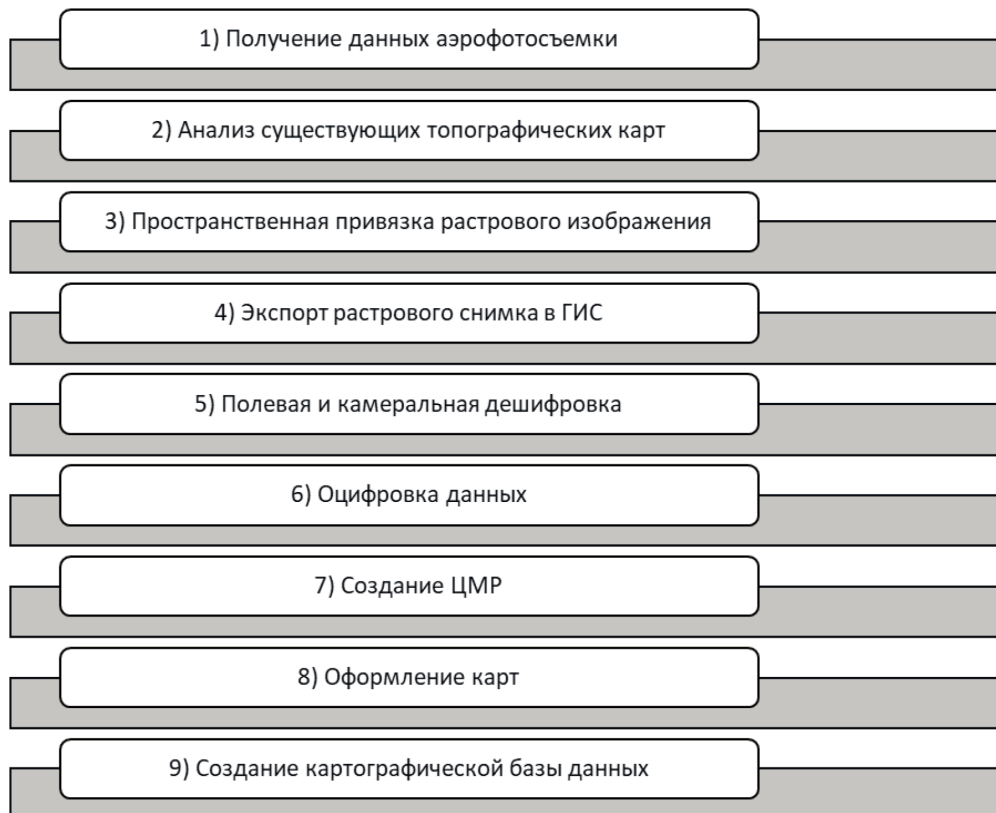 1) Получение данных аэрофотосъемки
2) Анализ существующих топографических карт
3) Пространственная привязка растрового изображения
4) Экспорт растрового снимка в ГИС
5) Полевая и камеральная дешифровка
6) Оцифровка данных
7) Создание ЦМР
8) Оформление карт
9) Создание картографической базы данных